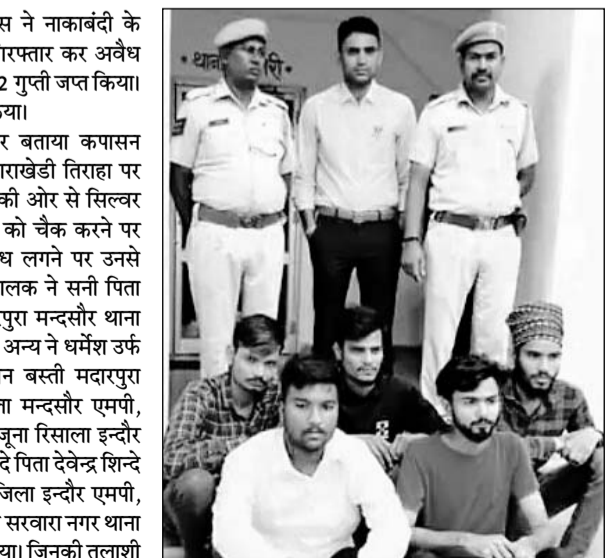 स ने नाकाबंदी के
रफ्तार कर अवैध
2 गुप्ती जप्त किया।
या।
र बताया कपासन
राखेडी तिराहा पर
की ओर से सिल्वर
को चैक करने पर
ध लगने पर उनसे
लक ने सनी पिता
पुरा मन्दसौर थाना
अन्य ने धर्मेश उर्फ
न बस्ती मदारपुरा
ा मन्दसौर एमपी,
जूना रिसाला इन्दौर
दे पिता देवेन्द्र शिन्दे
जिला इन्दौर एमपी,
सरवारा नगर थाना
या। जिनकी तलाशी
थाना
री